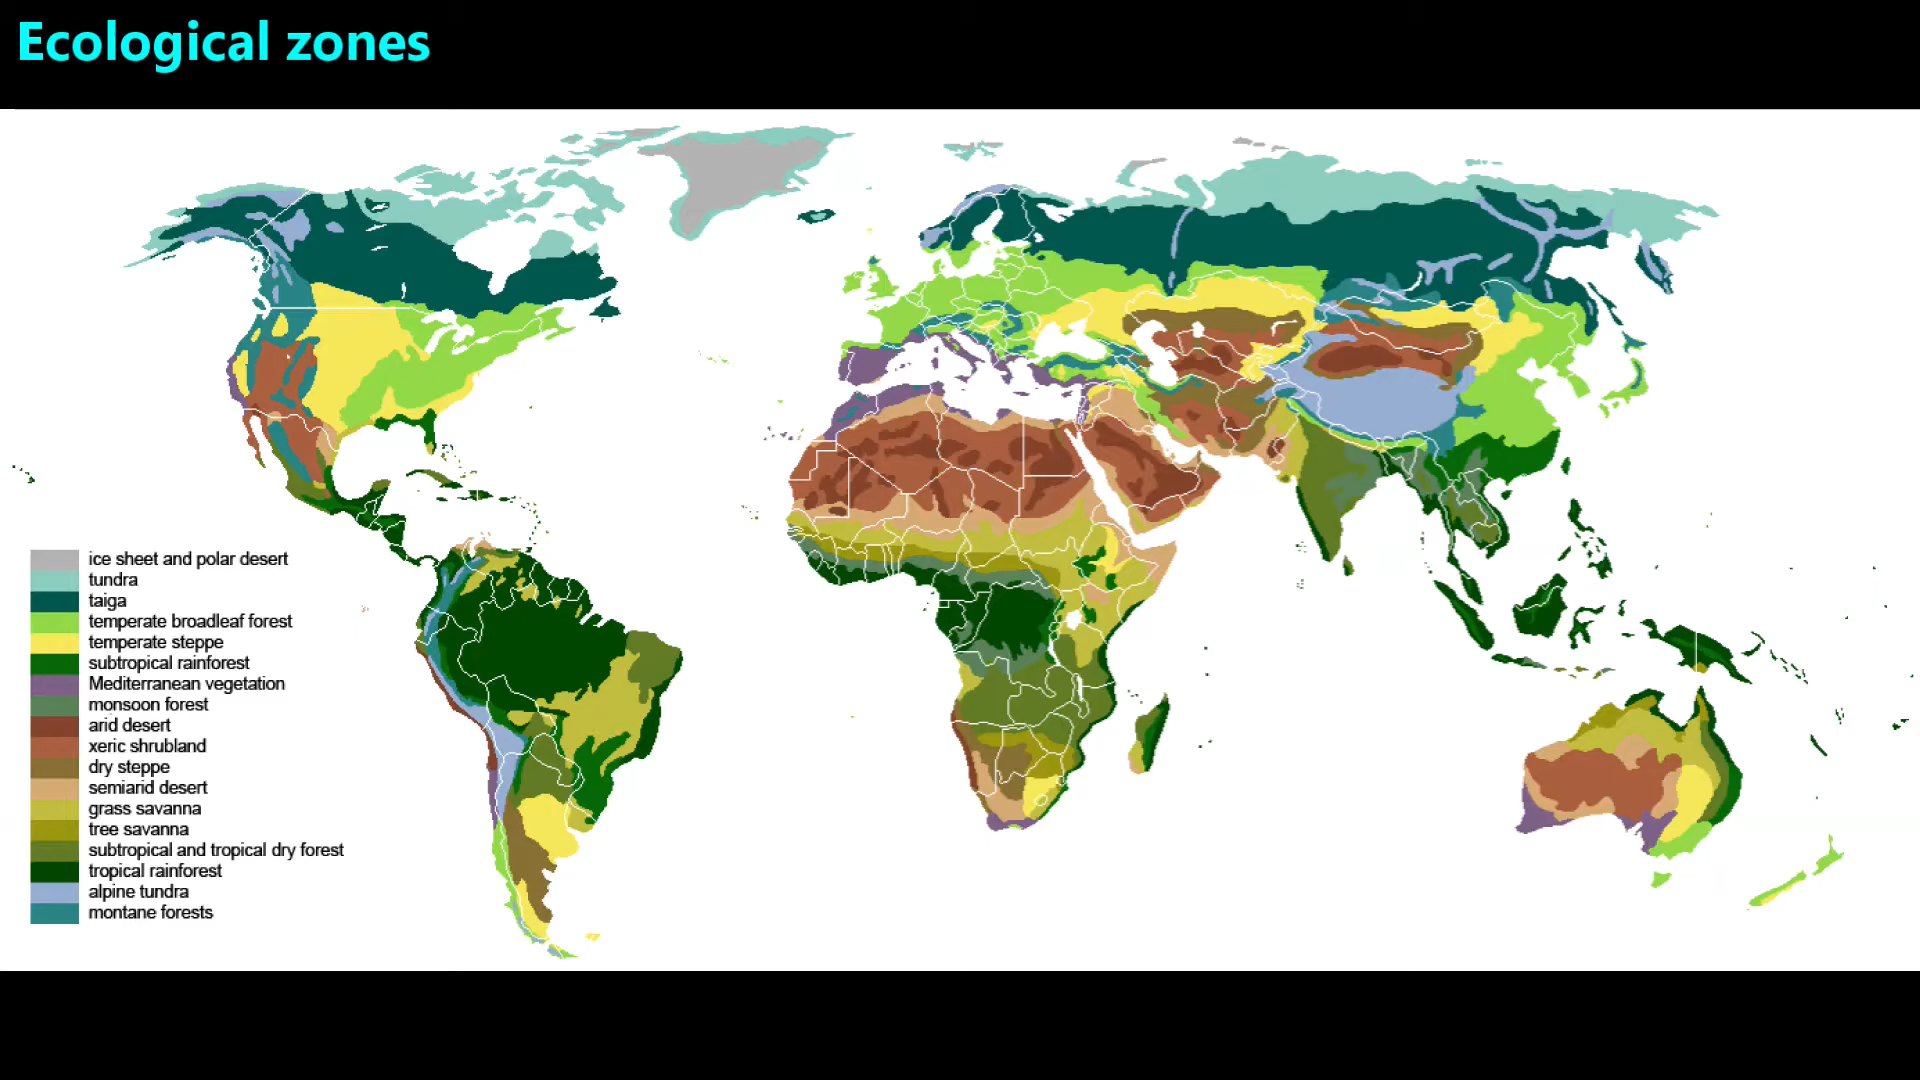 Ecological zones
ice sheet and polar desert
tundra
taiga
temperate broadleaf forest
temperate steppe
subtropical rainforest
Mediterranean vegetation
monsoon forest
arid desert
xeric shrubland
dry steppe
semiarid desert
grass savanna
tree savanna
subtropical and tropical dry forest
tropical rainforest
alpine tundra
montane forests